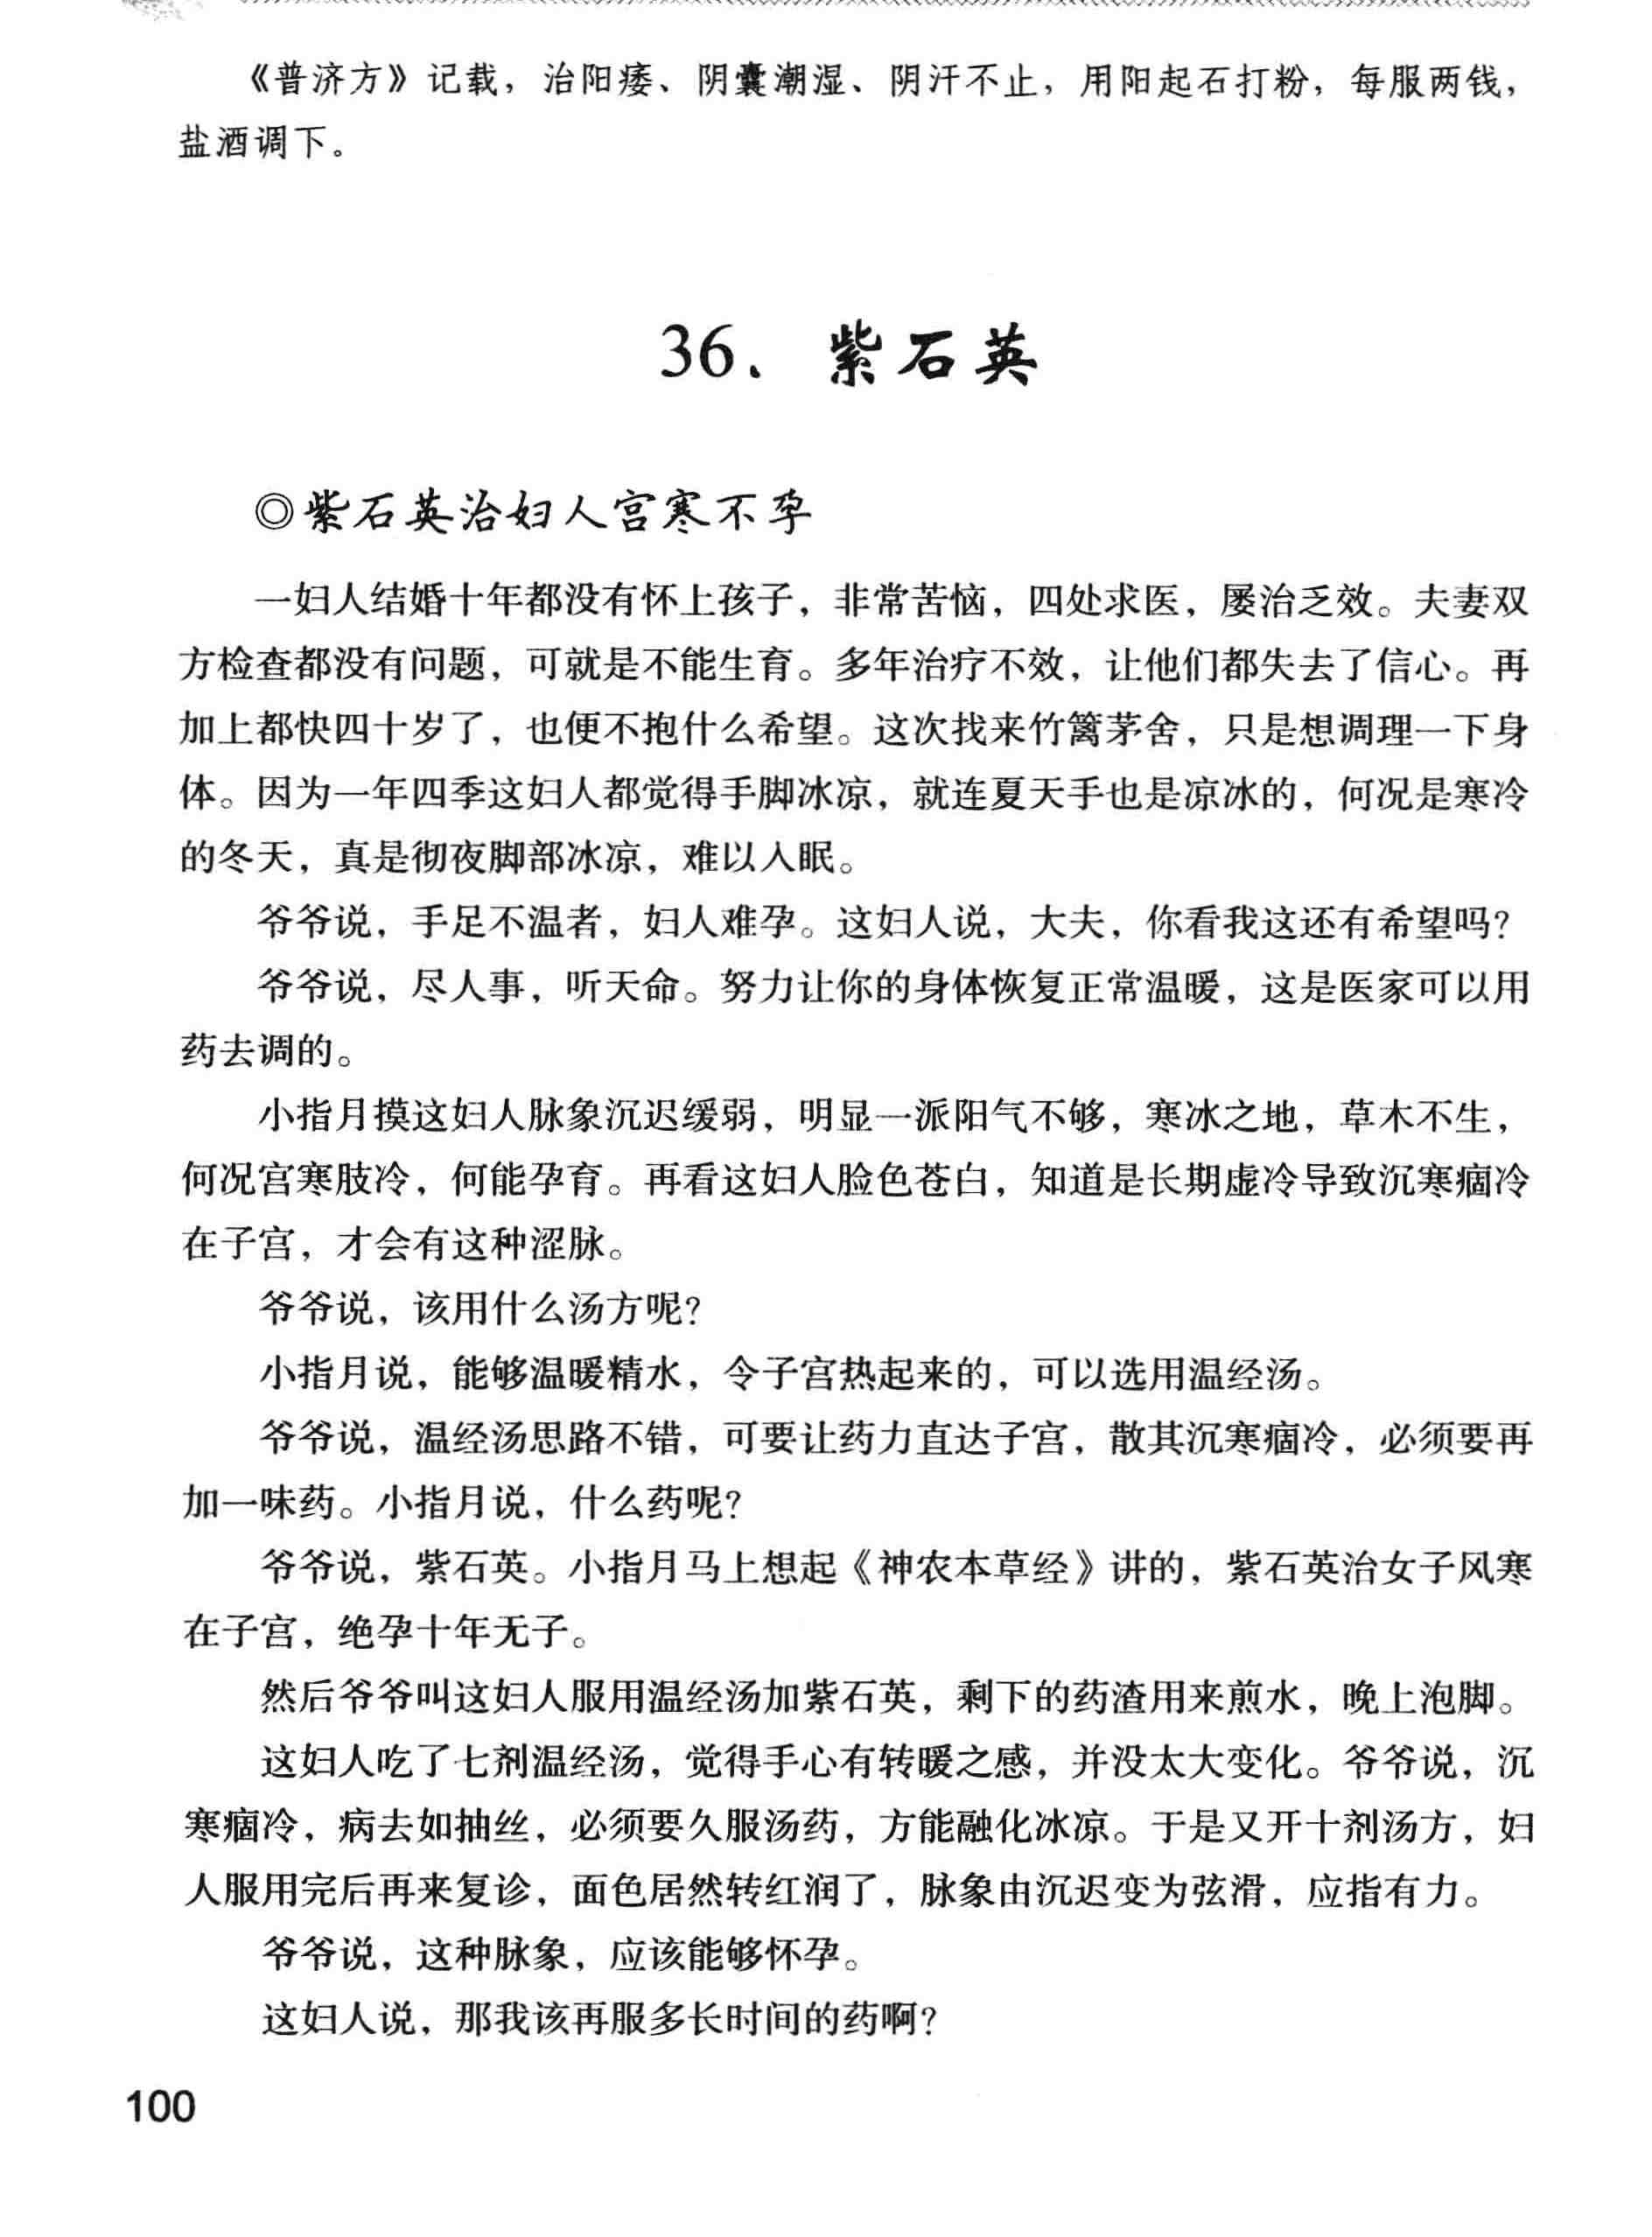 《普济方》记载，治阳痿、阴囊潮湿、阴汗不止，用阳起石打粉，每服两钱，
盐酒调下。
36、紫石英
◎紫石英治妇人宫寒不孕
一妇人结婚十年都没有怀上孩子，非常苦恼，四处求医，屡治乏效。夫妻双
方检查都没有问题，可就是不能生育。多年治疗不效，让他们都失去了信心。再
加上都快四十岁了，也便不抱什么希望。这次找来竹篱茅舍，只是想调理一下身
体。因为一年四季这妇人都觉得手脚冰凉，就连夏天手也是凉冰的，何况是寒冷
的冬天，真是彻夜脚部冰凉，难以入眠。
爷爷说，手足不温者，妇人难孕。这妇人说，大夫，你看我这还有希望吗？
爷爷说，尽人事，听天命。努力让你的身体恢复正常温暖，这是医家可以用
药去调的。
小指月摸这妇人脉象沉迟缓弱，明显一派阳气不够，寒冰之地，草木不生，
何况宫寒肢冷，何能孕育。再看这妇人脸色苍白，知道是长期虚冷导致沉寒痼冷
在子宫，才会有这种涩脉。
爷爷说，该用什么汤方呢？
小指月说，能够温暖精水，令子宫热起来的，可以选用温经汤。
爷爷说，温经汤思路不错，可要让药力直达子宫，散其沉寒痼冷，必须要再
加一味药。小指月说，什么药呢？
爷爷说，紫石英。小指月马上想起《神农本草经》讲的，紫石英治女子风寒
在子宫，绝孕十年无子。
然后爷爷叫这妇人服用温经汤加紫石英，剩下的药渣用来煎水，晚上泡脚。
这妇人吃了七剂温经汤，觉得手心有转暖之感，并没太大变化。爷爷说，沉
寒痼冷，病去如抽丝，必须要久服汤药，方能融化冰凉。于是又开十剂汤方，妇
人服用完后再来复诊，面色居然转红润了，脉象由沉迟变为弦滑，应指有力。
爷爷说，这种脉象，应该能够怀孕。
这妇人说，那我该再服多长时间的药啊？
100